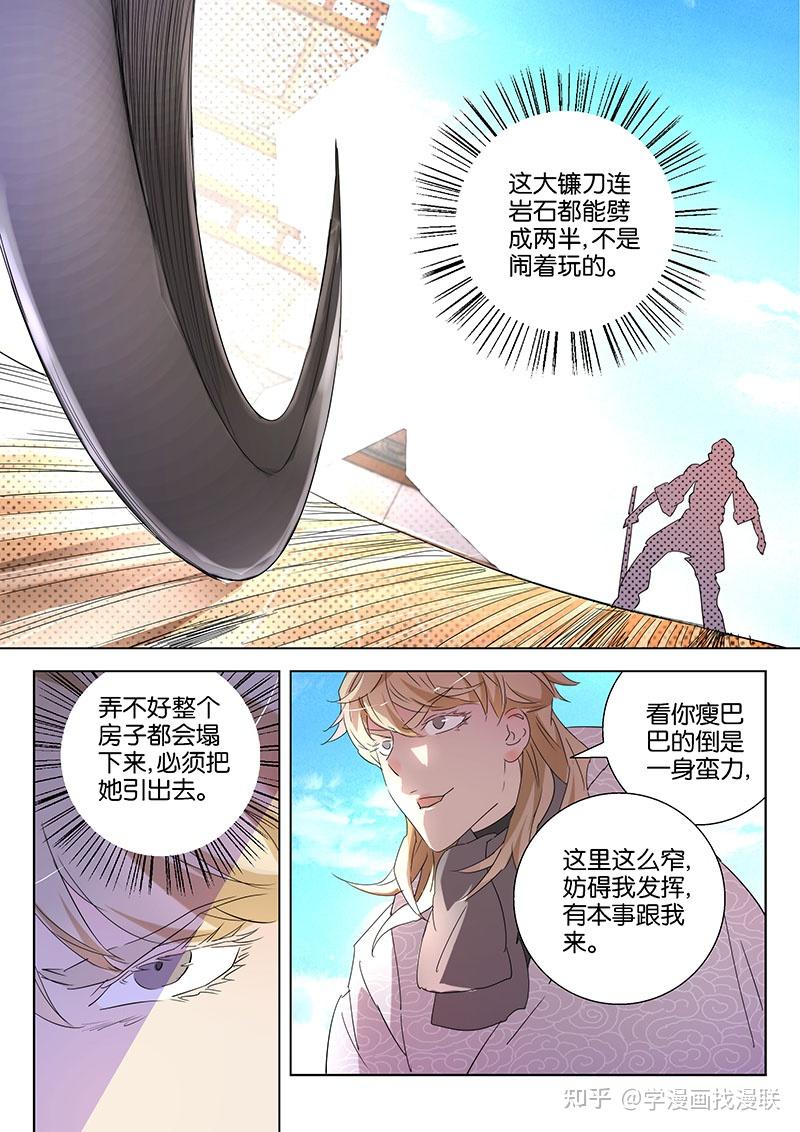 这大镰刀连
岩石都能劈
成两半,不是
闹着玩的。
弄不好整个
房子都会塌
下来,必须把
她引出去。
看你瘦巴
巴的倒是
一身蛮力,
这里这么窄,
妨碍我发挥,
有本事跟我
来。
知乎 @学漫画找漫联